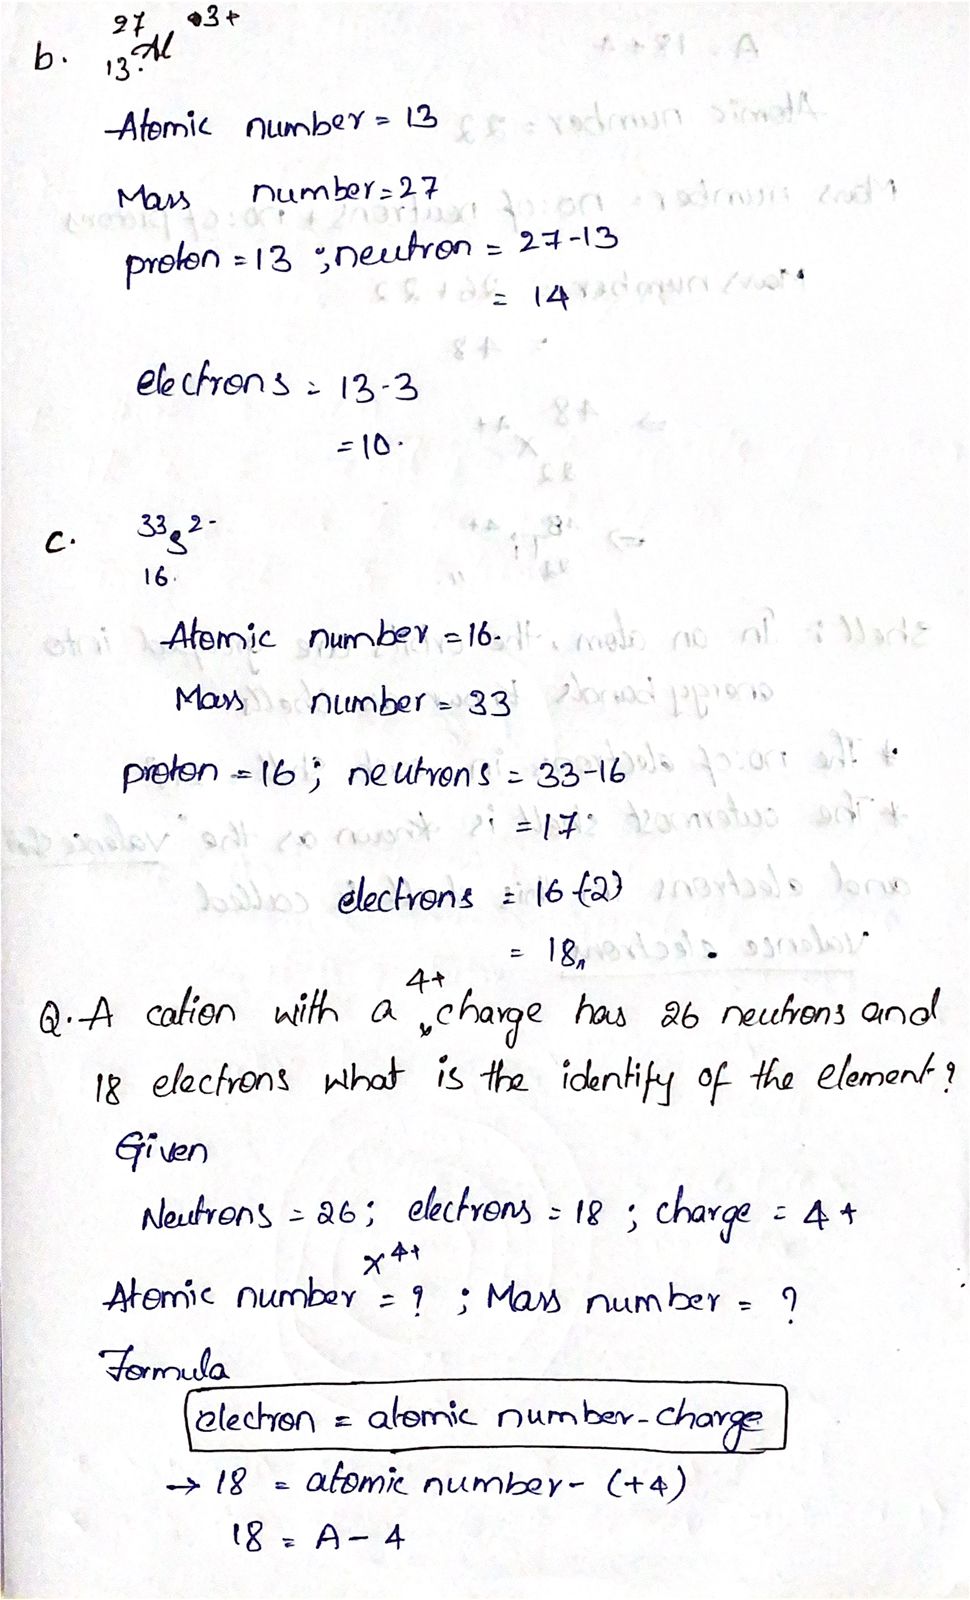 b. 27 3+
13 Al
Atomic number = 13
Mass number = 27
proton = 13 ; neutron = 27-13
= 14
electrons = 13-3
= 10.
c. 33 S 2-
16.
Atomic number = 16.
Mass number = 33
proton = 16 ; neutrons = 33-16
= 17
electrons = 16-(-2)
= 18
4+
Q. A cation with a charge has 26 neutrons and
18 electrons what is the identify of the element?
Given
Neutrons = 26; electrons = 18 ; charge = 4+
x 4+
Atomic number = ? ; Mass number = ?
Formula
electron = atomic number - charge
→ 18 = atomic number - (+4)
18 = A - 4